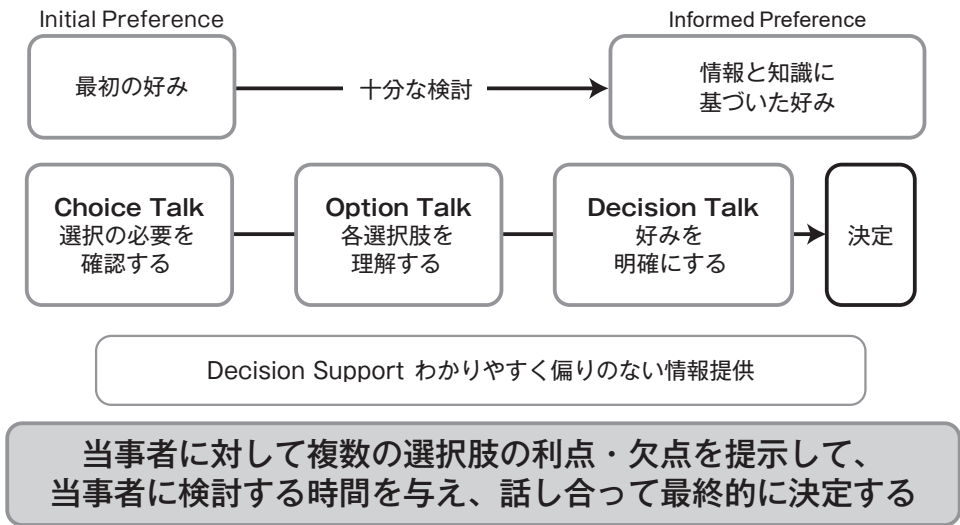 Initial Preference
Informed Preference
最初の好み
十分な検討
情報と知識に
基づいた好み
Choice Talk
選択の必要を
確認する
Option Talk
各選択肢を
理解する
Decision Talk
好みを
明確にする
決定
Decision Support わかりやすく偏りのない情報提供
当事者に対して複数の選択肢の利点・欠点を提示して、
当事者に検討する時間を与え、話し合って最終的に決定する